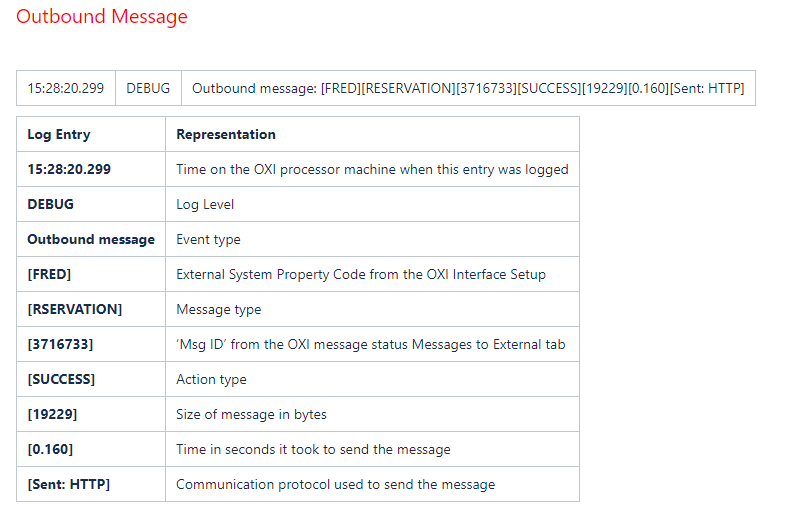 Outbound Message
15:28:20.299 DEBUG Outbound message: [FRED][RESERVATION][3716733][SUCCESS][19229][0.160][Sent: HTTP]
Log Entry Representation
15:28:20.299 Time on the OXI processor machine when this entry was logged
DEBUG Log Level
Outbound message Event type
[FRED] External System Property Code from the OXI Interface Setup
[RSERVATION] Message type
[3716733] ‘Msg ID’ from the OXI message status Messages to External tab
[SUCCESS] Action type
[19229] Size of message in bytes
[0.160] Time in seconds it took to send the message
[Sent: HTTP] Communication protocol used to send the message